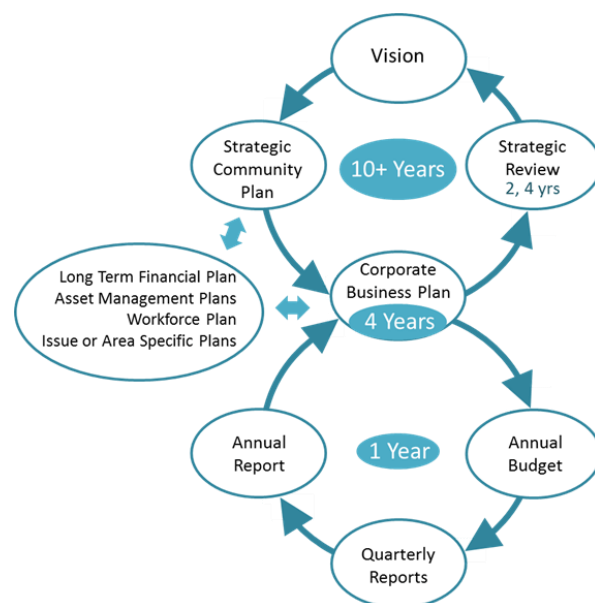 Vision
Strategic
Community
Plan
10+ Years
Strategic
Review
2, 4 yrs
Long Term Financial Plan
Asset Management Plans
Workforce Plan
Issue or Area Specific Plans
Corporate
Business Plan
4 Years
Annual
Report
1 Year
Annual
Budget
Quarterly
Reports